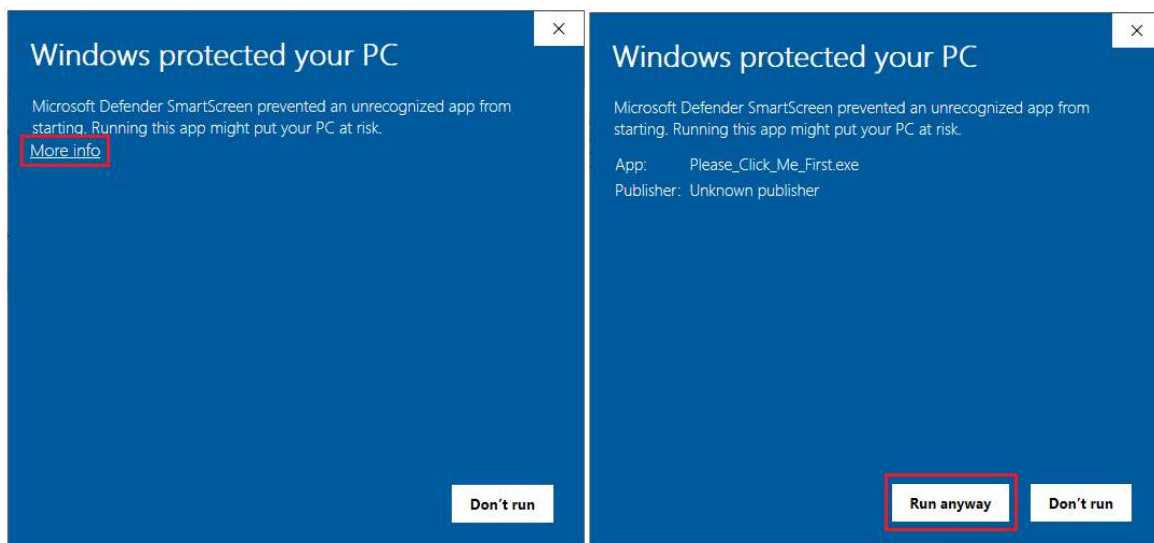 Windows protected your PC
Microsoft Defender SmartScreen prevented an unrecognized app from
starting. Running this app might put your PC at risk.
More info
Don't run
Windows protected your PC
Microsoft Defender SmartScreen prevented an unrecognized app from
starting. Running this app might put your PC at risk.
App: Please_Click_Me_First.exe
Publisher: Unknown publisher
Run anyway Don't run